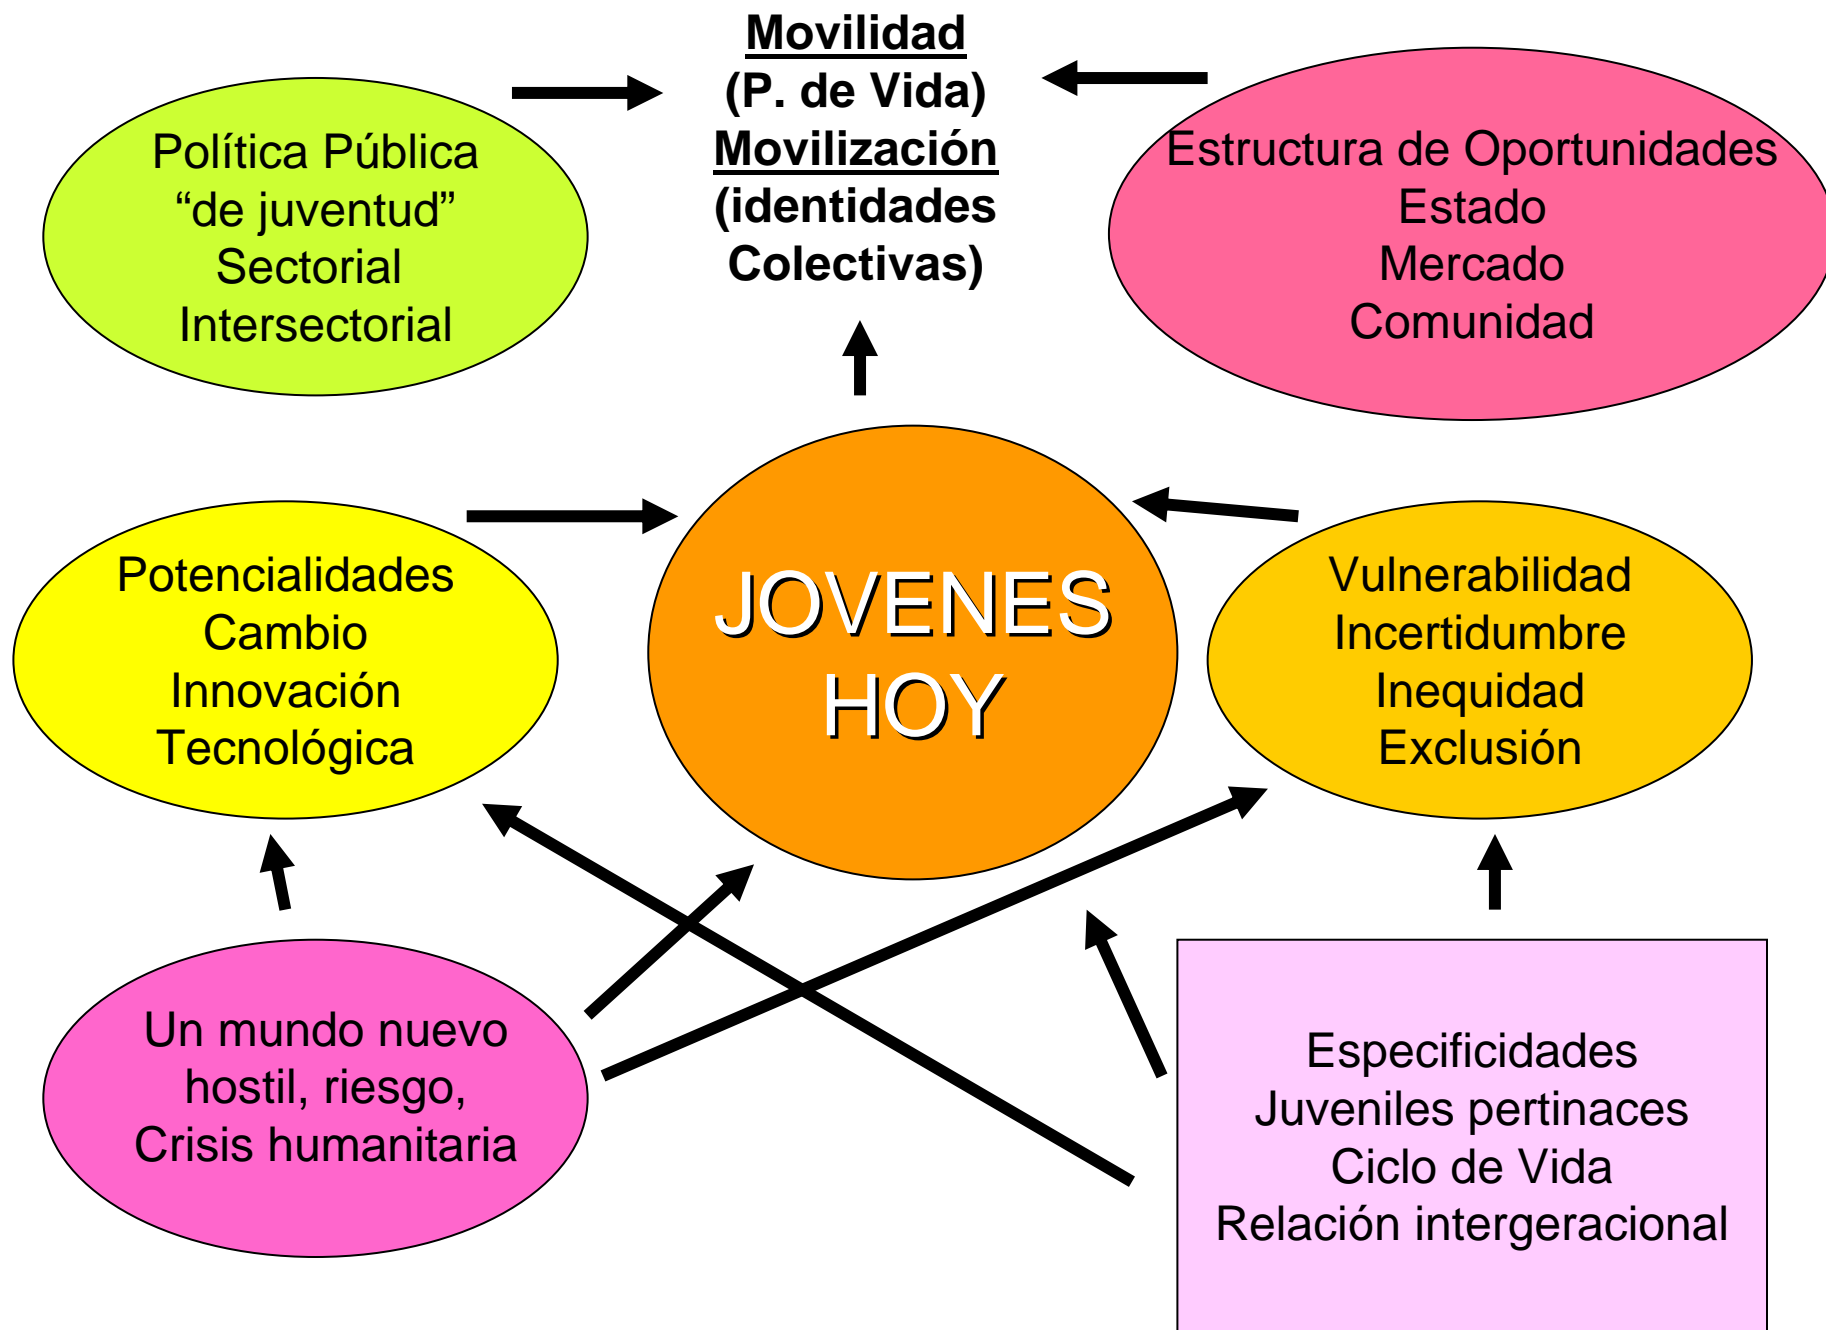 Movilidad
(P. de Vida)
Movilización
(identidades
Colectivas)
Política Pública
“de juventud”
Sectorial
Intersectorial
Estructura de Oportunidades
Estado
Mercado
Comunidad
JOVENES
HOY
Potencialidades
Cambio
Innovación
Tecnológica
Vulnerabilidad
Incertidumbre
Inequidad
Exclusión
Un mundo nuevo
hostil, riesgo,
Crisis humanitaria
Especificidades
Juveniles pertinaces
Ciclo de Vida
Relación intergeracional